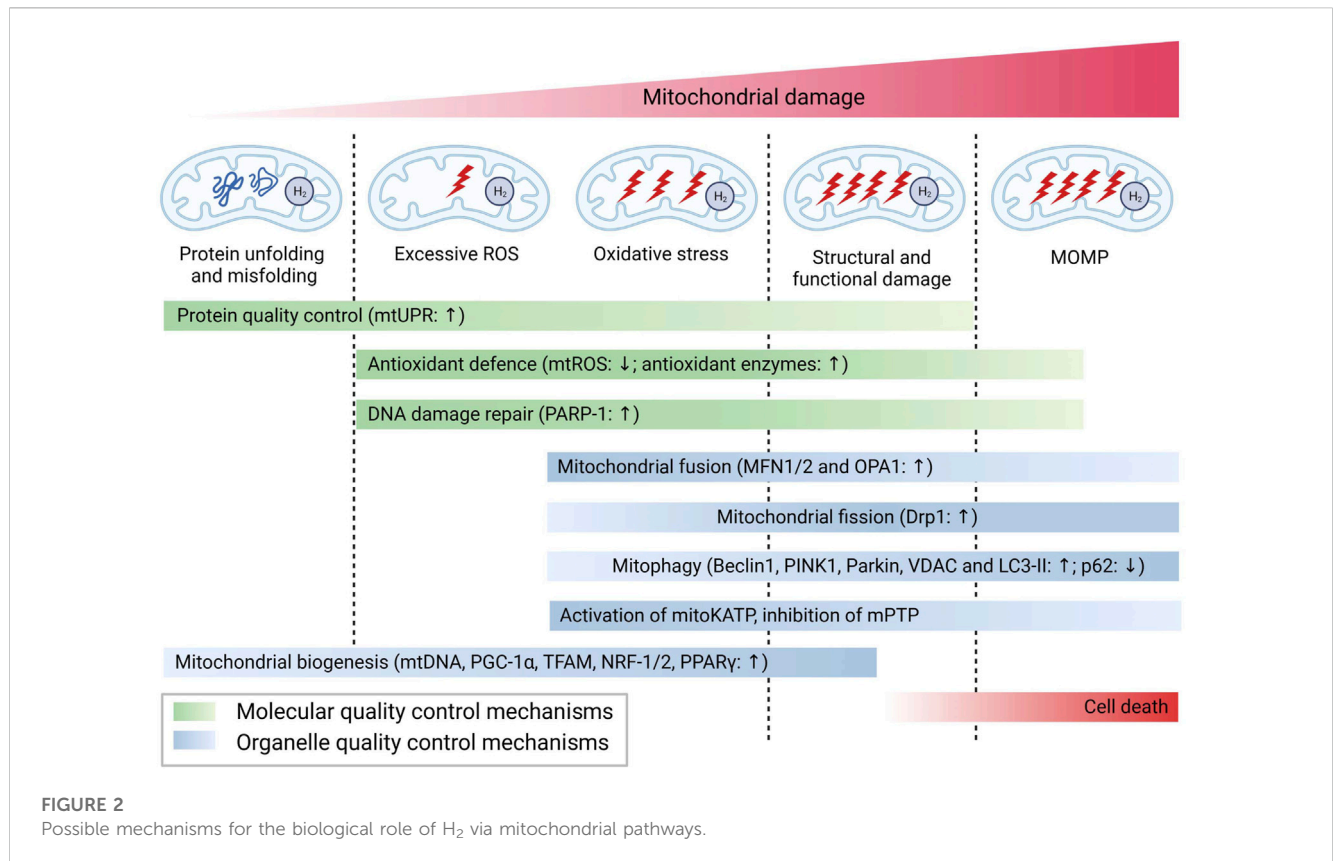 Mitochondrial damage
H₂
H₂
H₂
H₂
H₂
Protein unfolding
and misfolding
Excessive ROS
Oxidative stress
Structural and
functional damage
MOMP
Protein quality control (mtUPR: ↑)
Antioxidant defence (mtROS: ↓; antioxidant enzymes: ↑)
DNA damage repair (PARP-1: ↑)
Mitochondrial fusion (MFN1/2 and OPA1: ↑)
Mitochondrial fission (Drp1: ↑)
Mitophagy (Beclin1, PINK1, Parkin, VDAC and LC3-II: ↑; p62: ↓)
Activation of mitoKATP, inhibition of mPTP
Mitochondrial biogenesis (mtDNA, PGC-1α, TFAM, NRF-1/2, PPARγ: ↑)
Cell death
Molecular quality control mechanisms
Organelle quality control mechanisms
FIGURE 2
Possible mechanisms for the biological role of H₂ via mitochondrial pathways.